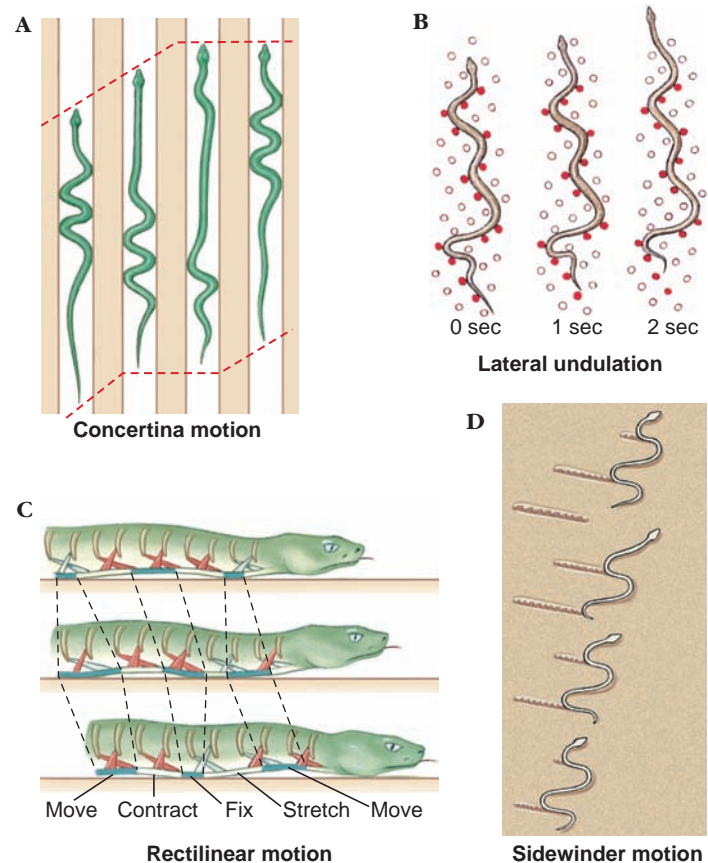 A
Concertina motion
B
0 sec 1 sec 2 sec
Lateral undulation
C
Move Contract Fix Stretch Move
Rectilinear motion
D
Sidewinder motion